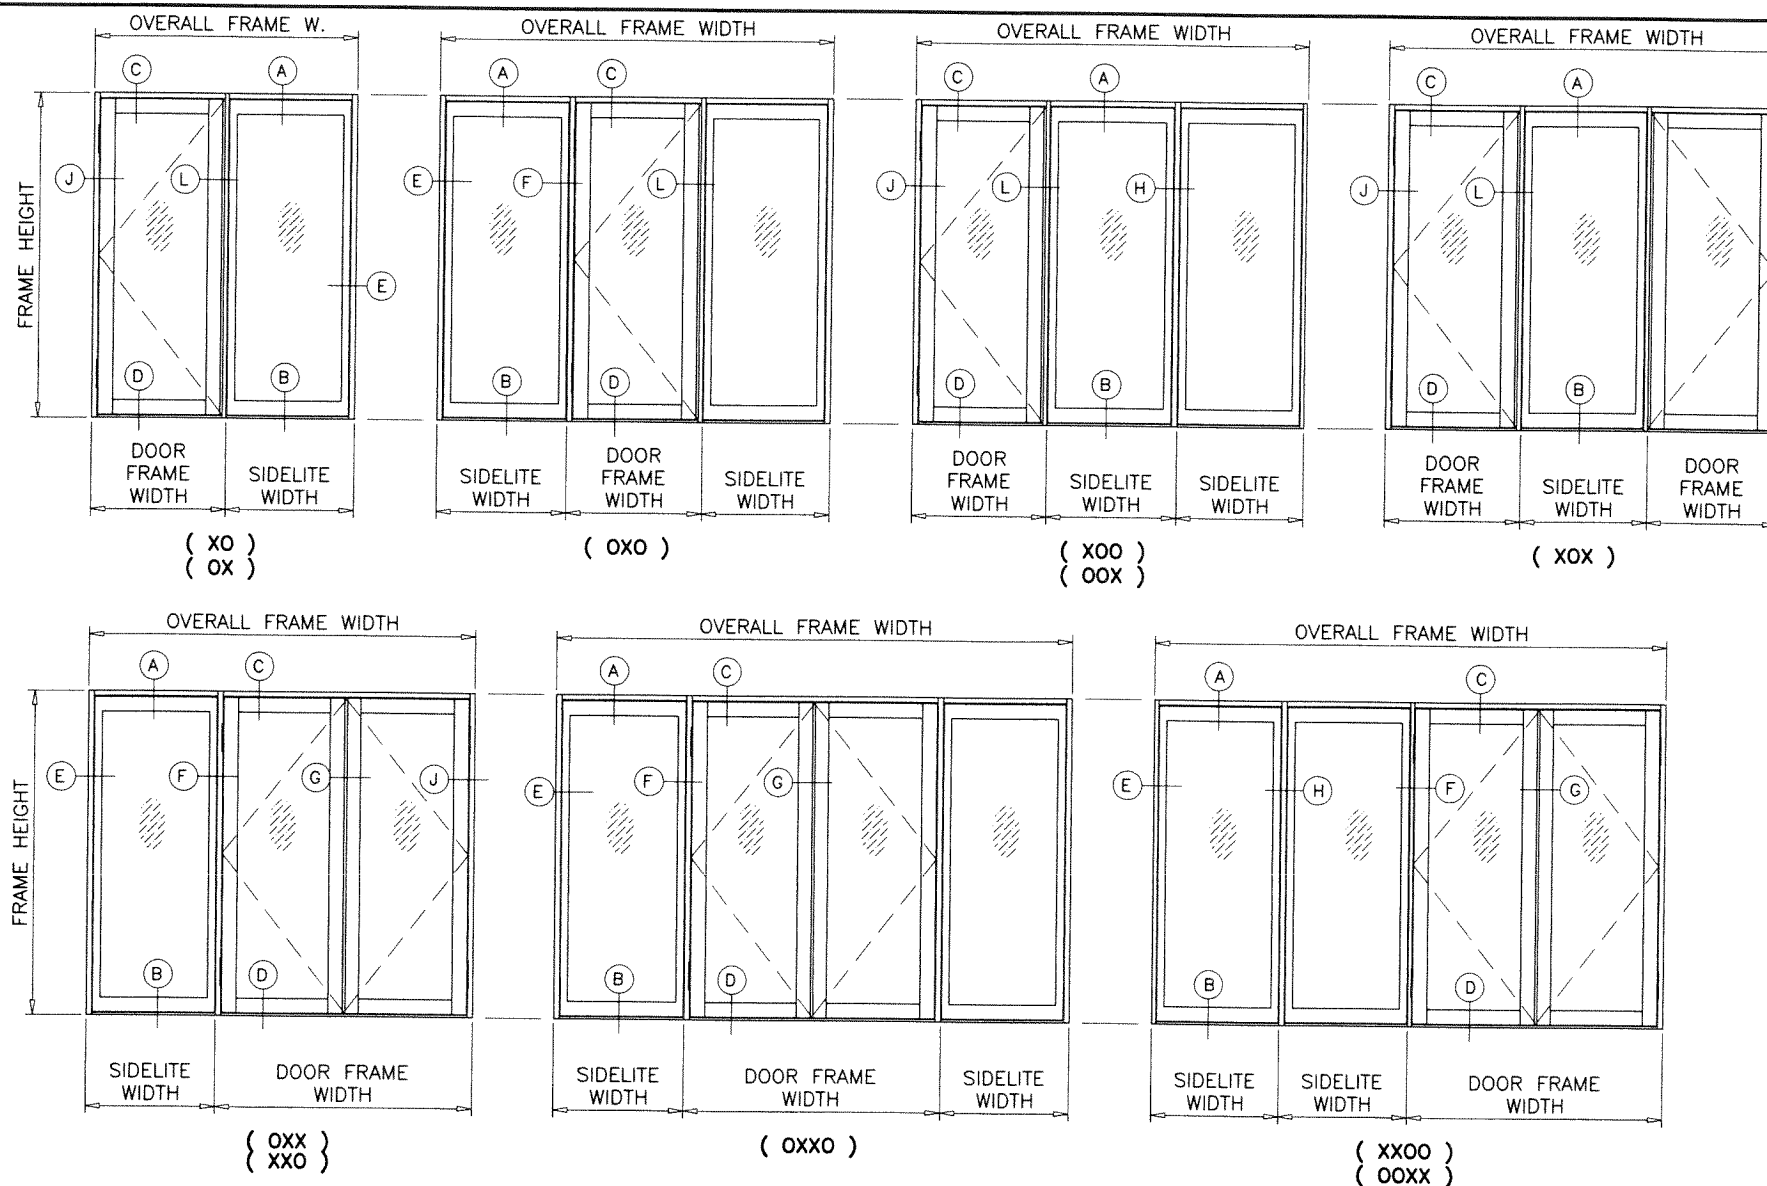 OVERALL FRAME W.
C
A
J
L
E
D
B
FRAME HEIGHT
DOOR
FRAME
WIDTH
SIDELITE
WIDTH
( XO )
( OX )
OVERALL FRAME WIDTH
A
C
E
F
L
B
D
SIDELITE
WIDTH
DOOR
FRAME
WIDTH
SIDELITE
WIDTH
( OXO )
OVERALL FRAME WIDTH
C
A
J
L
H
D
B
DOOR
FRAME
WIDTH
SIDELITE
WIDTH
SIDELITE
WIDTH
( XOO )
( OOX )
OVERALL FRAME WIDTH
C
A
J
L
D
B
DOOR
FRAME
WIDTH
SIDELITE
WIDTH
DOOR
FRAME
WIDTH
( XOX )
OVERALL FRAME WIDTH
A
C
E
F
G
J
B
D
FRAME HEIGHT
SIDELITE
WIDTH
DOOR FRAME
WIDTH
( OXX )
( XXO )
OVERALL FRAME WIDTH
A
C
E
F
G
B
D
SIDELITE
WIDTH
DOOR FRAME
WIDTH
SIDELITE
WIDTH
( OXXO )
OVERALL FRAME WIDTH
A
C
E
H
F
G
B
D
SIDELITE
WIDTH
SIDELITE
WIDTH
DOOR FRAME
WIDTH
( XXOO )
( OOXX )